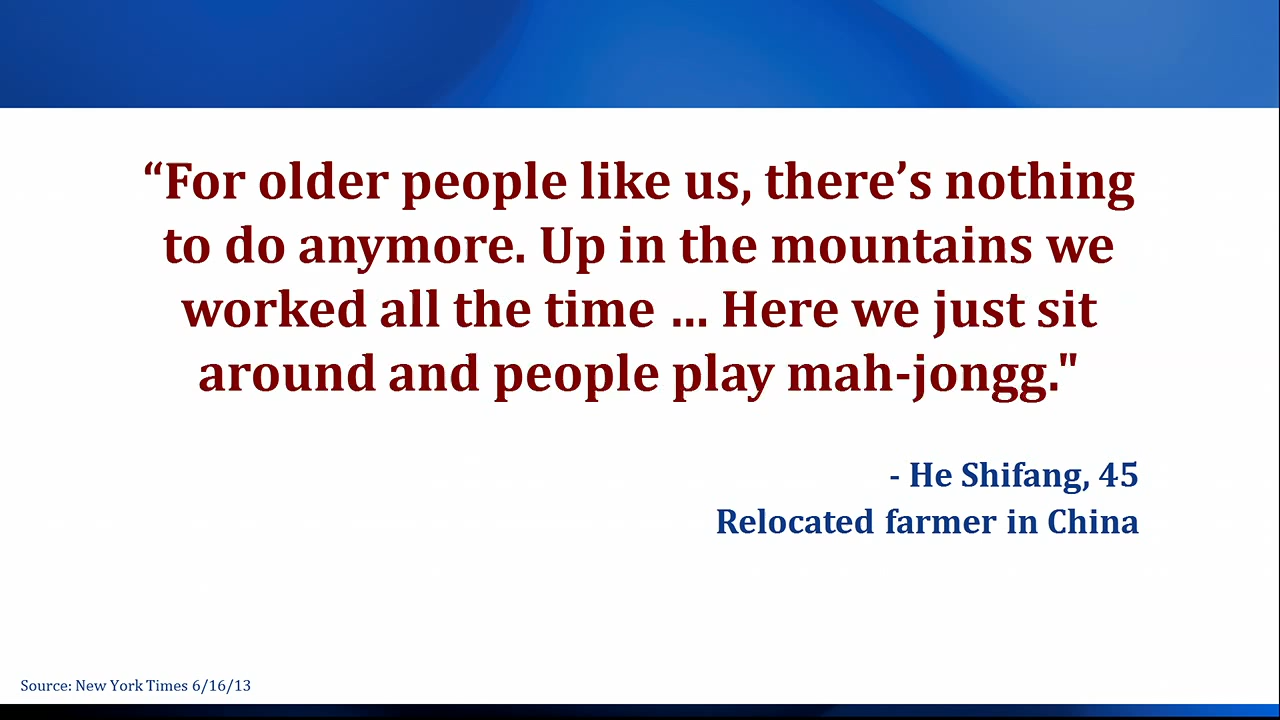 “For older people like us, there’s nothing
to do anymore. Up in the mountains we
worked all the time ... Here we just sit
around and people play mah-jongg."
- He Shifang, 45
Relocated farmer in China
Source: New York Times 6/16/13